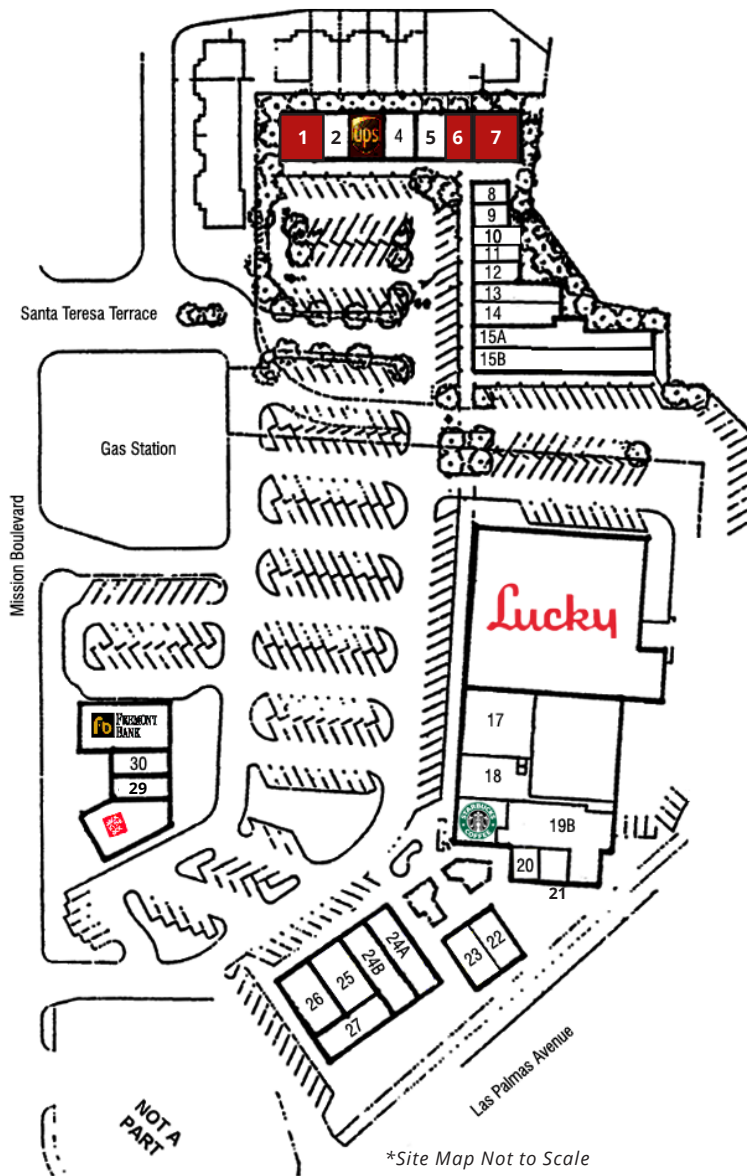 1
2
ups
4
5
6
7
8
9
10
11
12
13
14
15A
15B
Santa Teresa Terrace
Gas Station
Mission Boulevard
Lucky
17
18
STARBUCKS
COFFEE
19B
20
21
fb FREMONT
BANK
30
29
22
23
24A
24B
25
26
27
Las Palmas Avenue
NOT A
PART
*Site Map Not to Scale